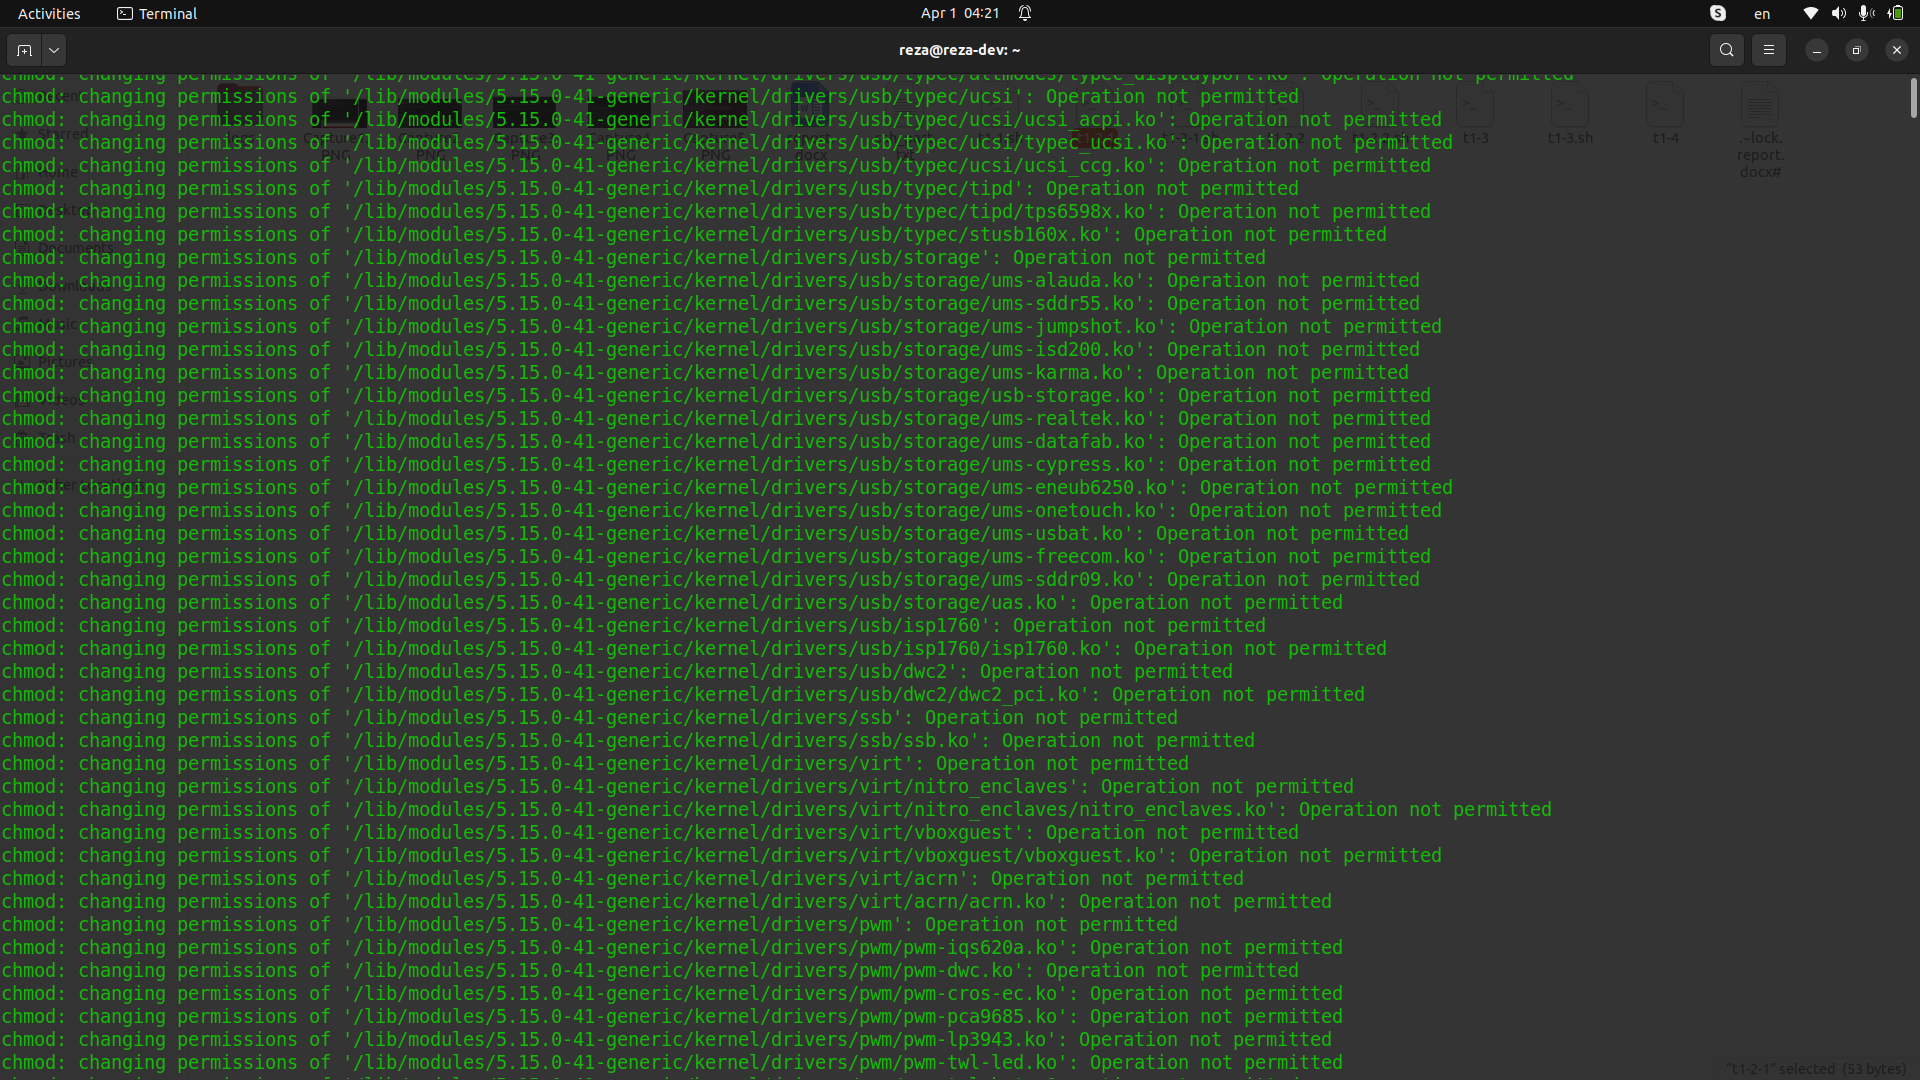 Activities Terminal Apr 1 04:21 en
reza@reza-dev: ~
chmod: changing permissions of '/lib/modules/5.15.0-41-generic/kernel/drivers/usb/typec/altmodes/typec_displayport.ko': Operation not permitted
chmod: changing permissions of '/lib/modules/5.15.0-41-generic/kernel/drivers/usb/typec/ucsi': Operation not permitted
chmod: changing permissions of '/lib/modules/5.15.0-41-generic/kernel/drivers/usb/typec/ucsi/ucsi_acpi.ko': Operation not permitted
chmod: changing permissions of '/lib/modules/5.15.0-41-generic/kernel/drivers/usb/typec/ucsi/typec_ucsi.ko': Operation not permitted
chmod: changing permissions of '/lib/modules/5.15.0-41-generic/kernel/drivers/usb/typec/ucsi/ucsi_ccg.ko': Operation not permitted
chmod: changing permissions of '/lib/modules/5.15.0-41-generic/kernel/drivers/usb/typec/tipd': Operation not permitted
chmod: changing permissions of '/lib/modules/5.15.0-41-generic/kernel/drivers/usb/typec/tipd/tps6598x.ko': Operation not permitted
chmod: changing permissions of '/lib/modules/5.15.0-41-generic/kernel/drivers/usb/typec/stusb160x.ko': Operation not permitted
chmod: changing permissions of '/lib/modules/5.15.0-41-generic/kernel/drivers/usb/storage': Operation not permitted
chmod: changing permissions of '/lib/modules/5.15.0-41-generic/kernel/drivers/usb/storage/ums-alauda.ko': Operation not permitted
chmod: changing permissions of '/lib/modules/5.15.0-41-generic/kernel/drivers/usb/storage/ums-sddr55.ko': Operation not permitted
chmod: changing permissions of '/lib/modules/5.15.0-41-generic/kernel/drivers/usb/storage/ums-jumpshot.ko': Operation not permitted
chmod: changing permissions of '/lib/modules/5.15.0-41-generic/kernel/drivers/usb/storage/ums-isd200.ko': Operation not permitted
chmod: changing permissions of '/lib/modules/5.15.0-41-generic/kernel/drivers/usb/storage/ums-karma.ko': Operation not permitted
chmod: changing permissions of '/lib/modules/5.15.0-41-generic/kernel/drivers/usb/storage/usb-storage.ko': Operation not permitted
chmod: changing permissions of '/lib/modules/5.15.0-41-generic/kernel/drivers/usb/storage/ums-realtek.ko': Operation not permitted
chmod: changing permissions of '/lib/modules/5.15.0-41-generic/kernel/drivers/usb/storage/ums-datafab.ko': Operation not permitted
chmod: changing permissions of '/lib/modules/5.15.0-41-generic/kernel/drivers/usb/storage/ums-cypress.ko': Operation not permitted
chmod: changing permissions of '/lib/modules/5.15.0-41-generic/kernel/drivers/usb/storage/ums-eneub6250.ko': Operation not permitted
chmod: changing permissions of '/lib/modules/5.15.0-41-generic/kernel/drivers/usb/storage/ums-onetouch.ko': Operation not permitted
chmod: changing permissions of '/lib/modules/5.15.0-41-generic/kernel/drivers/usb/storage/ums-usbat.ko': Operation not permitted
chmod: changing permissions of '/lib/modules/5.15.0-41-generic/kernel/drivers/usb/storage/ums-freecom.ko': Operation not permitted
chmod: changing permissions of '/lib/modules/5.15.0-41-generic/kernel/drivers/usb/storage/ums-sddr09.ko': Operation not permitted
chmod: changing permissions of '/lib/modules/5.15.0-41-generic/kernel/drivers/usb/storage/uas.ko': Operation not permitted
chmod: changing permissions of '/lib/modules/5.15.0-41-generic/kernel/drivers/usb/isp1760': Operation not permitted
chmod: changing permissions of '/lib/modules/5.15.0-41-generic/kernel/drivers/usb/isp1760/isp1760.ko': Operation not permitted
chmod: changing permissions of '/lib/modules/5.15.0-41-generic/kernel/drivers/usb/dwc2': Operation not permitted
chmod: changing permissions of '/lib/modules/5.15.0-41-generic/kernel/drivers/usb/dwc2/dwc2_pci.ko': Operation not permitted
chmod: changing permissions of '/lib/modules/5.15.0-41-generic/kernel/drivers/ssb': Operation not permitted
chmod: changing permissions of '/lib/modules/5.15.0-41-generic/kernel/drivers/ssb/ssb.ko': Operation not permitted
chmod: changing permissions of '/lib/modules/5.15.0-41-generic/kernel/drivers/virt': Operation not permitted
chmod: changing permissions of '/lib/modules/5.15.0-41-generic/kernel/drivers/virt/nitro_enclaves': Operation not permitted
chmod: changing permissions of '/lib/modules/5.15.0-41-generic/kernel/drivers/virt/nitro_enclaves/nitro_enclaves.ko': Operation not permitted
chmod: changing permissions of '/lib/modules/5.15.0-41-generic/kernel/drivers/virt/vboxguest': Operation not permitted
chmod: changing permissions of '/lib/modules/5.15.0-41-generic/kernel/drivers/virt/vboxguest/vboxguest.ko': Operation not permitted
chmod: changing permissions of '/lib/modules/5.15.0-41-generic/kernel/drivers/virt/acrn': Operation not permitted
chmod: changing permissions of '/lib/modules/5.15.0-41-generic/kernel/drivers/virt/acrn/acrn.ko': Operation not permitted
chmod: changing permissions of '/lib/modules/5.15.0-41-generic/kernel/drivers/pwm': Operation not permitted
chmod: changing permissions of '/lib/modules/5.15.0-41-generic/kernel/drivers/pwm/pwm-iqs620a.ko': Operation not permitted
chmod: changing permissions of '/lib/modules/5.15.0-41-generic/kernel/drivers/pwm/pwm-dwc.ko': Operation not permitted
chmod: changing permissions of '/lib/modules/5.15.0-41-generic/kernel/drivers/pwm/pwm-cros-ec.ko': Operation not permitted
chmod: changing permissions of '/lib/modules/5.15.0-41-generic/kernel/drivers/pwm/pwm-pca9685.ko': Operation not permitted
chmod: changing permissions of '/lib/modules/5.15.0-41-generic/kernel/drivers/pwm/pwm-lp3943.ko': Operation not permitted
chmod: changing permissions of '/lib/modules/5.15.0-41-generic/kernel/drivers/pwm/pwm-twl-led.ko': Operation not permitted
t1-3
t1-3.sh
t1-4
.~lock.
report.
docx#
"t1-2-1" selected (53 bytes)